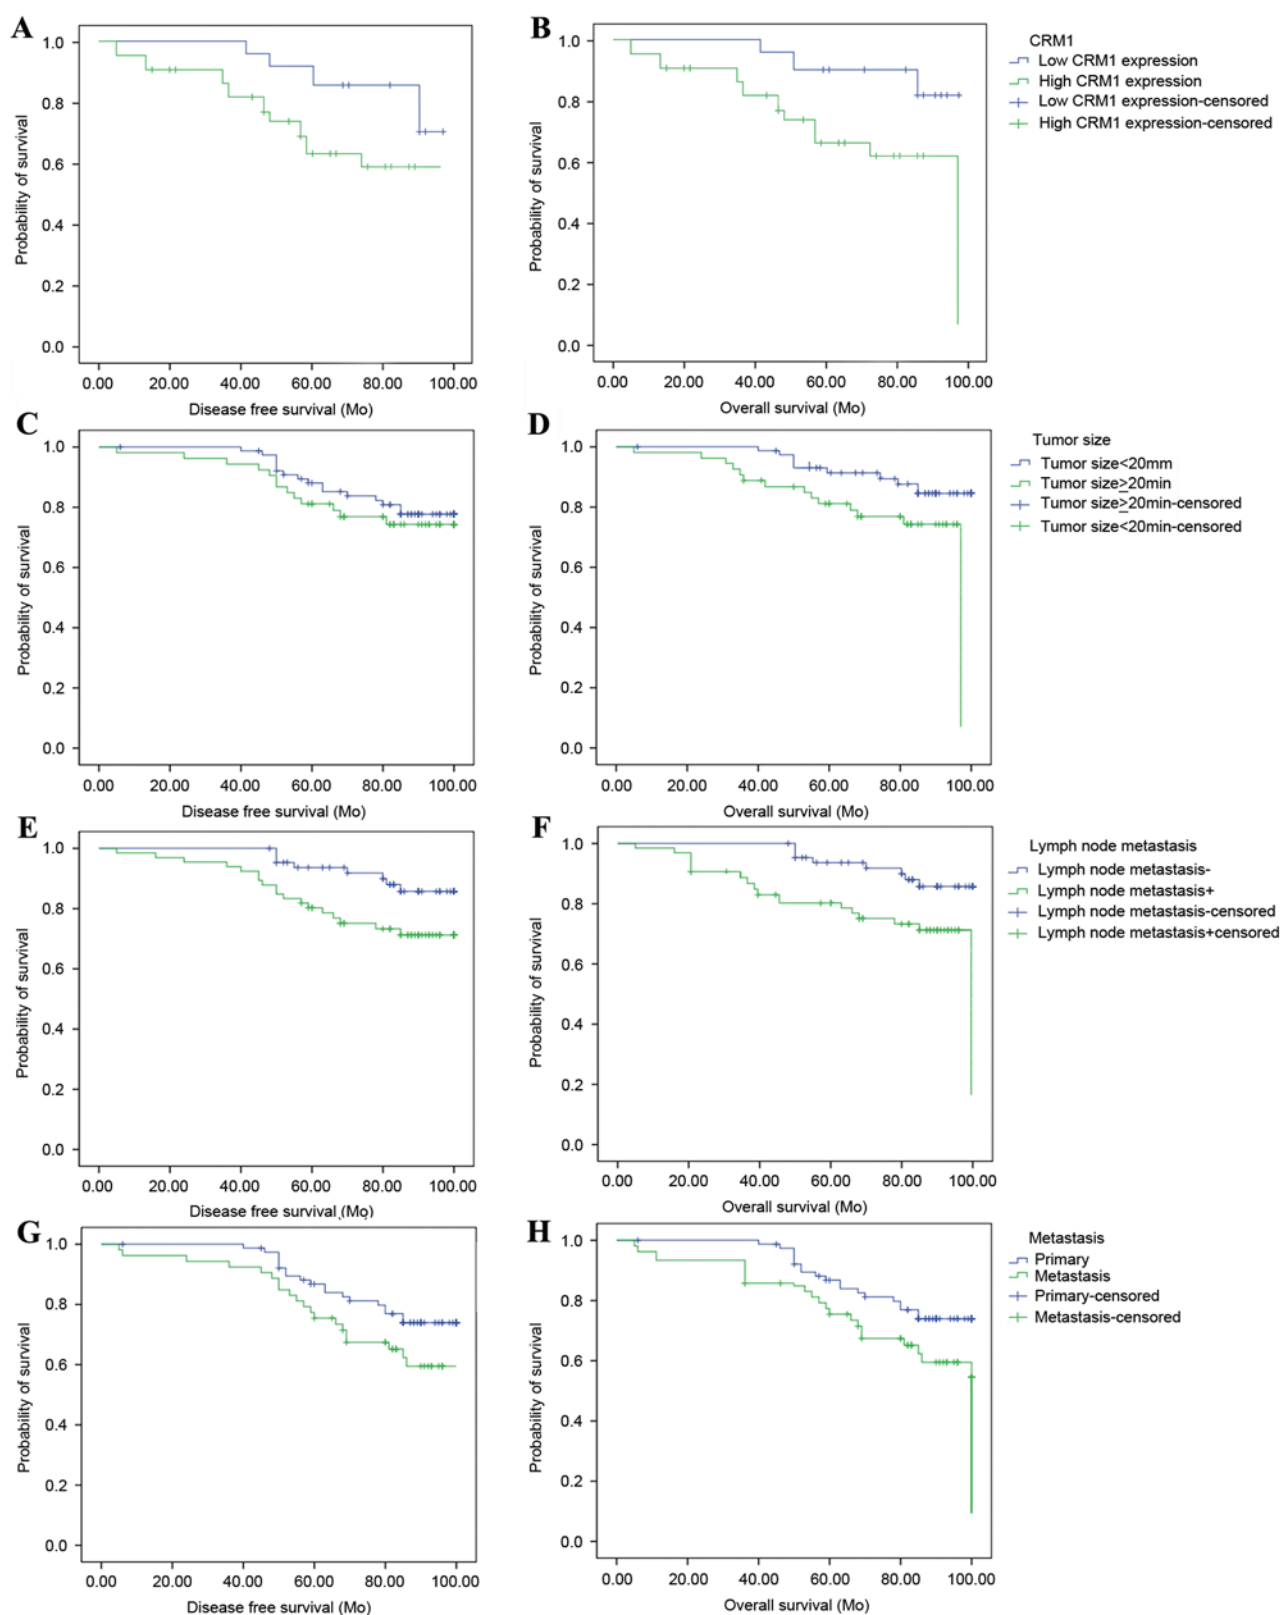 A
1.0
0.8
0.6
0.4
0.2
0.0
Probability of survival
0.00 20.00 40.00 60.00 80.00 100.00
Disease free survival (Mo)
B
1.0
0.8
0.6
0.4
0.2
0.0
Probability of survival
0.00 20.00 40.00 60.00 80.00 100.00
Overall survival (Mo)
CRM1
Low CRM1 expression
High CRM1 expression
Low CRM1 expression-censored
High CRM1 expression-censored
C
1.0
0.8
0.6
0.4
0.2
0.0
Probability of survival
0.00 20.00 40.00 60.00 80.00 100.00
Disease free survival (Mo)
D
1.0
0.8
0.6
0.4
0.2
0.0
Probability of survival
0.00 20.00 40.00 60.00 80.00 100.00
Overall survival (Mo)
Tumor size
Tumor size<20mm
Tumor size≥20min
Tumor size≥20min-censored
Tumor size<20min-censored
E
1.0
0.8
0.6
0.4
0.2
0.0
Probability of survival
0.00 20.00 40.00 60.00 80.00 100.00
Disease free survival (Mo)
F
1.0
0.8
0.6
0.4
0.2
0.0
Probability of survival
0.00 20.00 40.00 60.00 80.00 100.00
Overall survival (Mo)
Lymph node metastasis
Lymph node metastasis-
Lymph node metastasis+
Lymph node metastasis-censored
Lymph node metastasis+censored
G
1.0
0.8
0.6
0.4
0.2
0.0
Probability of survival
0.00 20.00 40.00 60.00 80.00 100.00
Disease free survival (Mo)
H
1.0
0.8
0.6
0.4
0.2
0.0
Probability of survival
0.00 20.00 40.00 60.00 80.00 100.00
Overall survival (Mo)
Metastasis
Primary
Metastasis
Primary-censored
Metastasis-censored